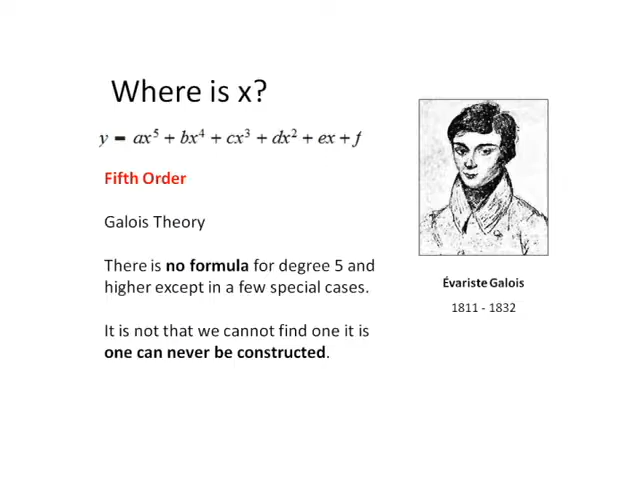 Where is x?
y = ax⁵ + bx⁴ + cx³ + dx² + ex + f
Fifth Order
Galois Theory
There is no formula for degree 5 and
higher except in a few special cases.
It is not that we cannot find one it is
one can never be constructed.
Évariste Galois
1811 - 1832